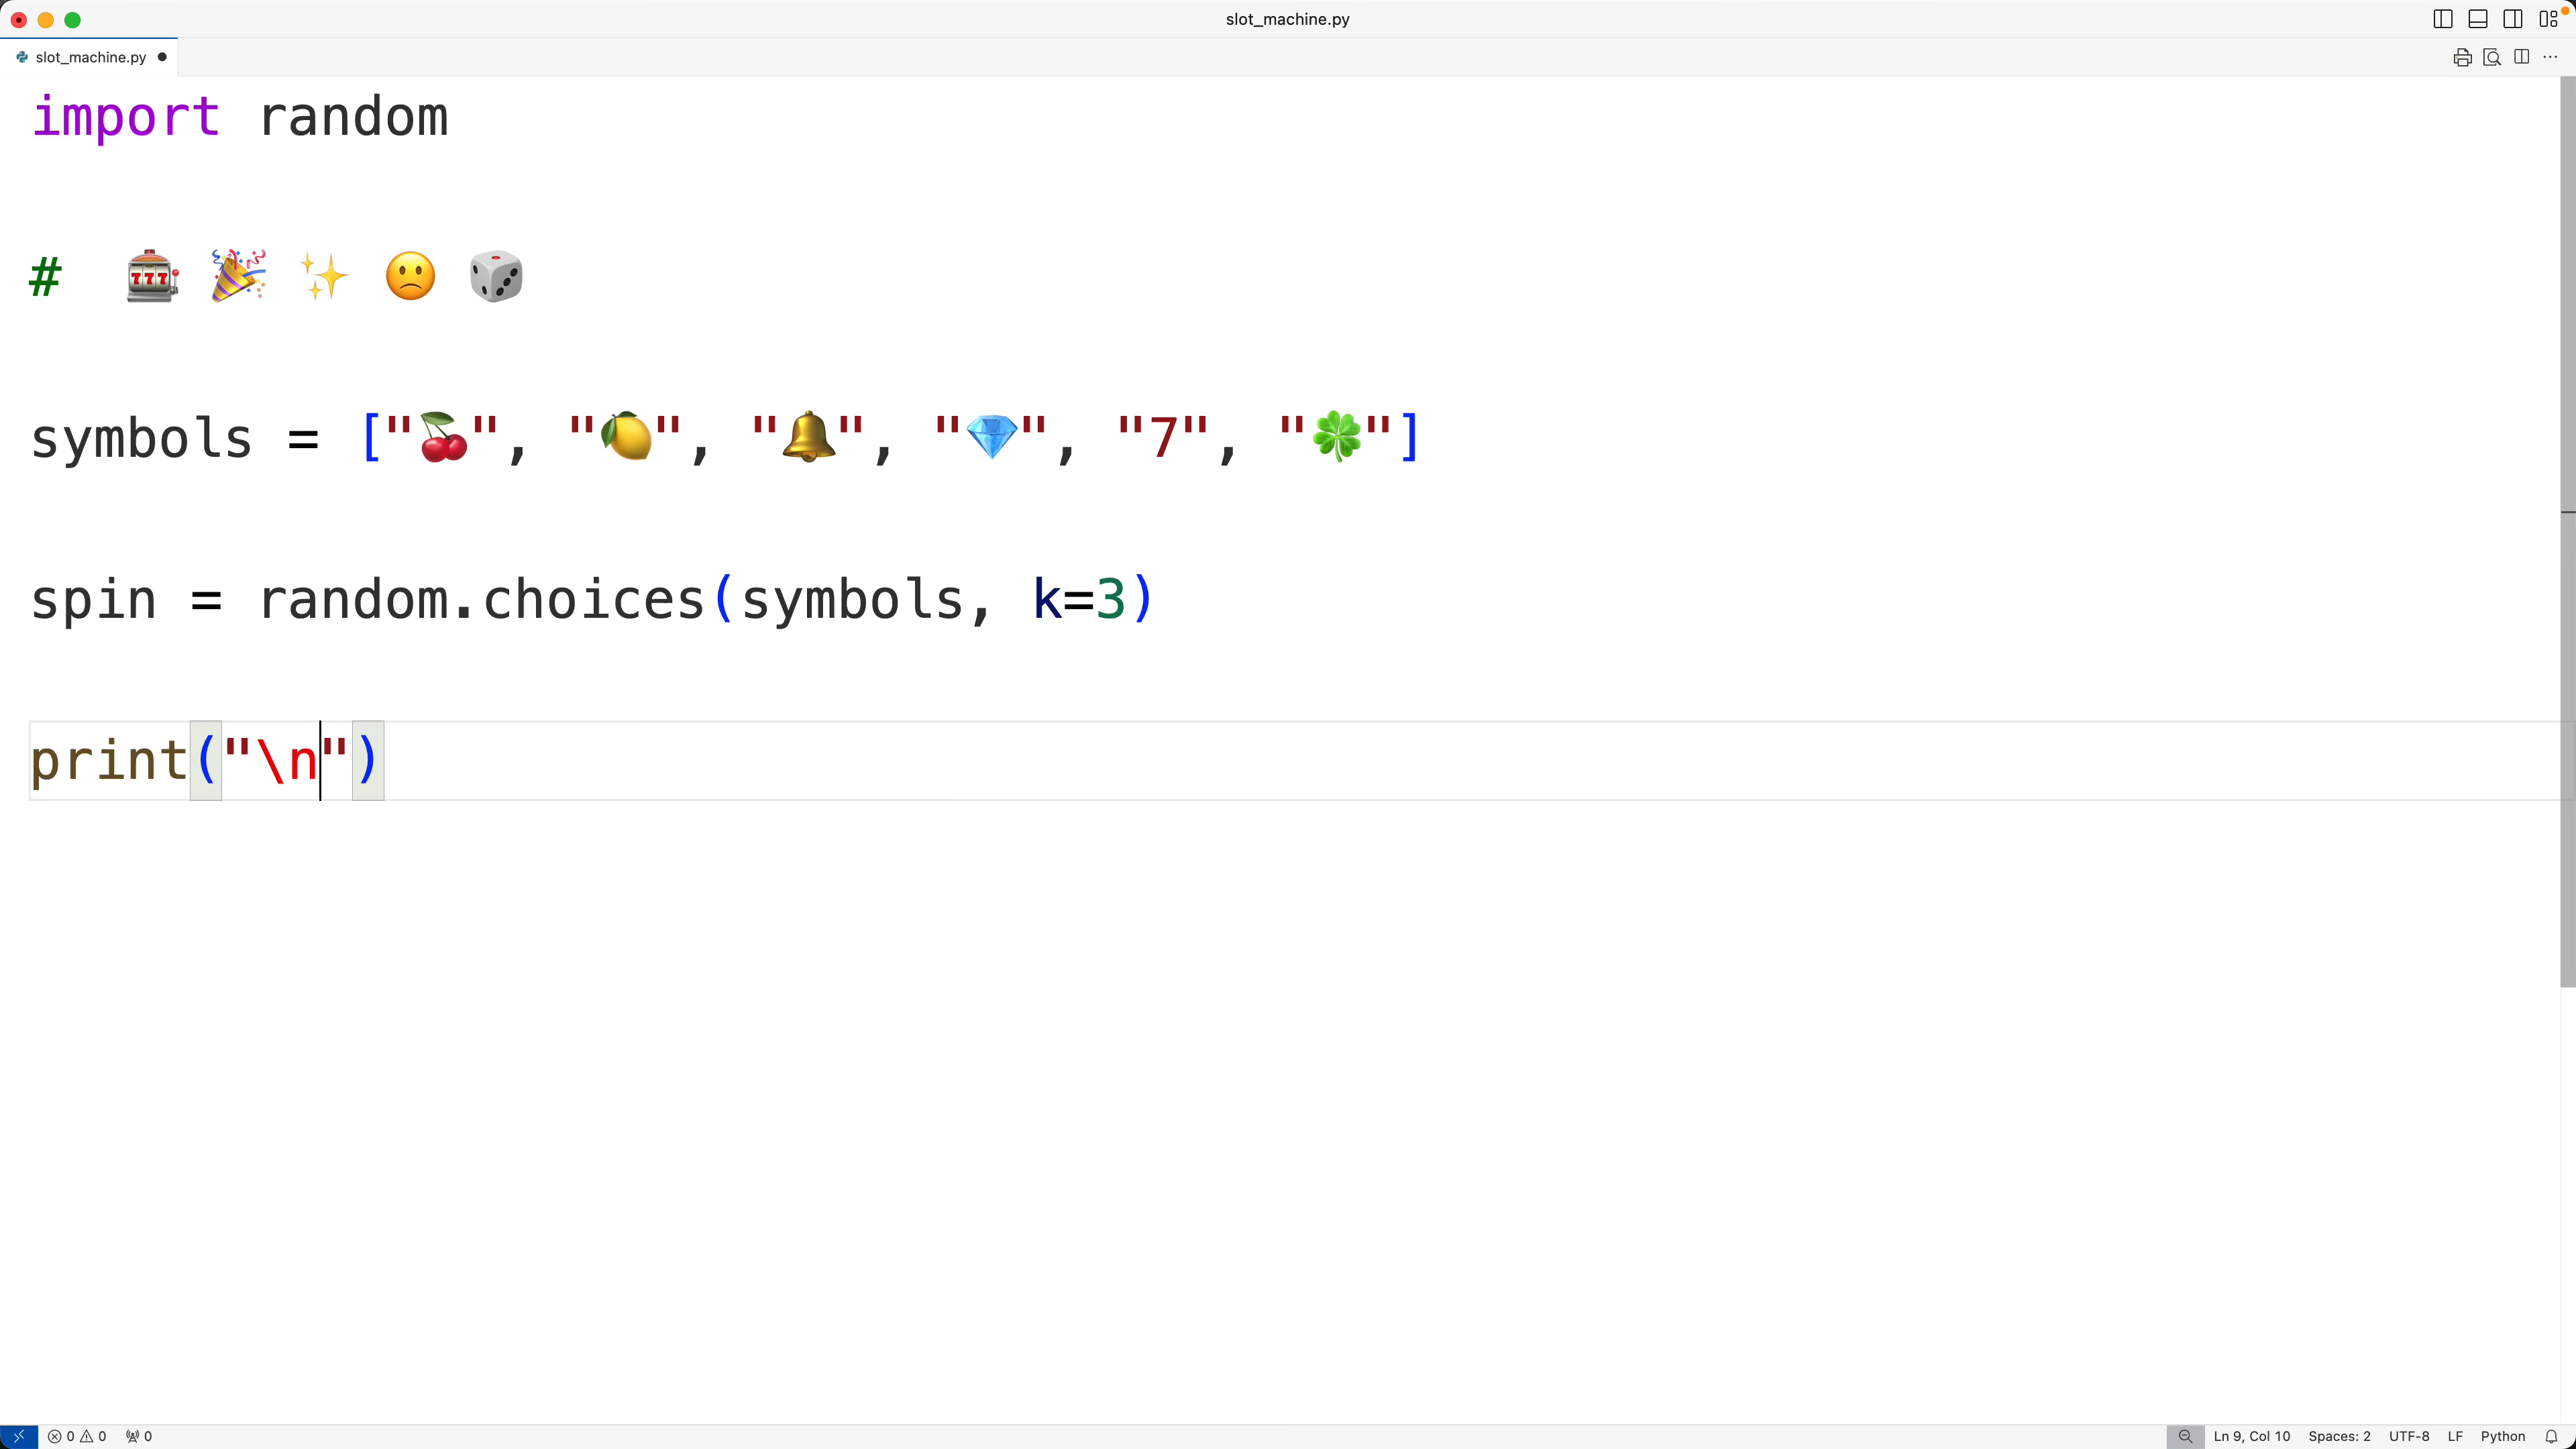 slot_machine.py
slot_machine.py
import random
# 🎰 🎉 ✨ 🙁 🎲
symbols = ["🍒", "🍋", "🔔", "💎", "7", "🍀"]
spin = random.choices(symbols, k=3)
print("\n")
0 0 0 Ln 9, Col 10 Spaces: 2 UTF-8 LF Python